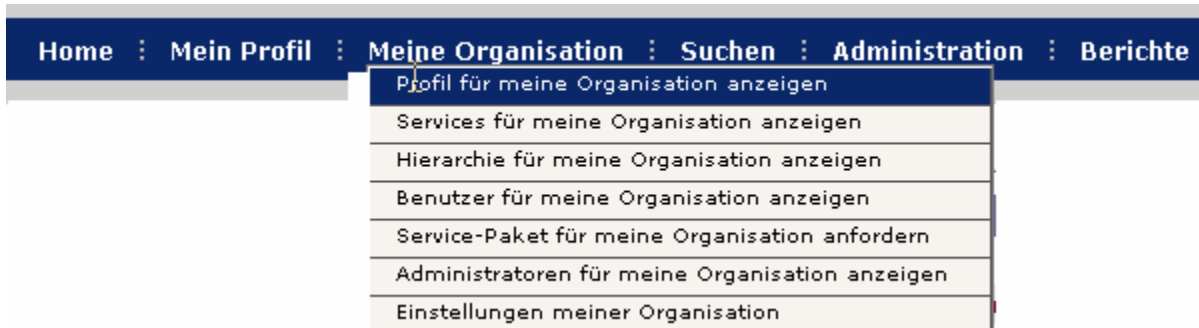 Home ⋮ Mein Profil ⋮ Meine Organisation ⋮ Suchen ⋮ Administration ⋮ Berichte
Profil für meine Organisation anzeigen
Services für meine Organisation anzeigen
Hierarchie für meine Organisation anzeigen
Benutzer für meine Organisation anzeigen
Service-Paket für meine Organisation anfordern
Administratoren für meine Organisation anzeigen
Einstellungen meiner Organisation